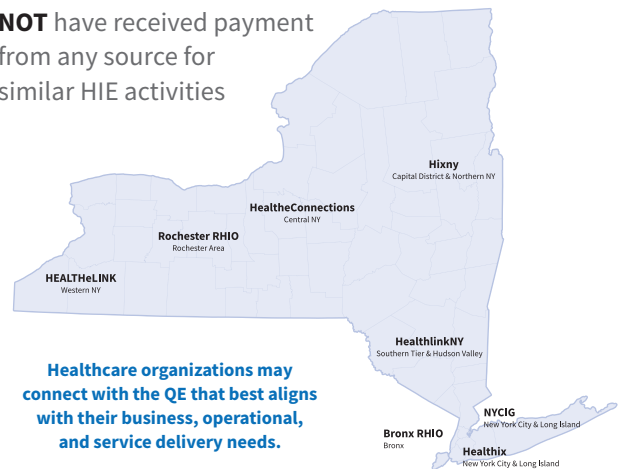 NOT have received payment
from any source for
similar HIE activities
Hixny
Capital District & Northern NY
HealtheConnections
Central NY
Rochester RHIO
Rochester Area
HEALTHeLINK
Western NY
HealthlinkNY
Southern Tier & Hudson Valley
Healthcare organizations may
connect with the QE that best aligns
with their business, operational,
and service delivery needs.
NYCIG
New York City & Long Island
Bronx RHIO
Bronx
Healthix
New York City & Long Island